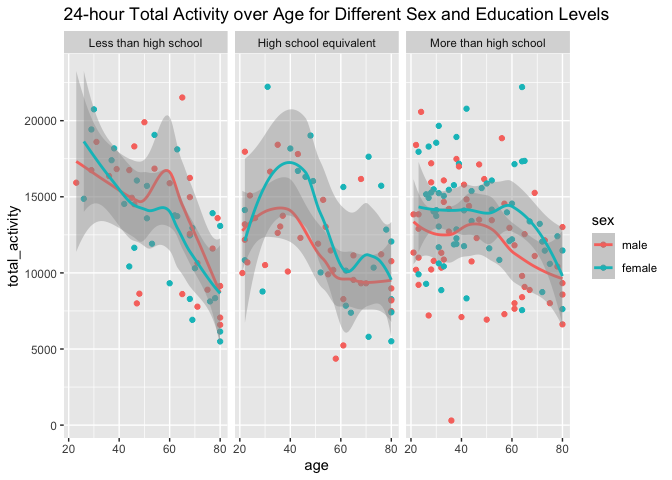 24-hour Total Activity over Age for Different Sex and Education Levels
Less than high school
High school equivalent
More than high school
total_activity
20000
15000
10000
5000
0
20 40 60 80
20 40 60 80
20 40 60 80
age
sex
male
female